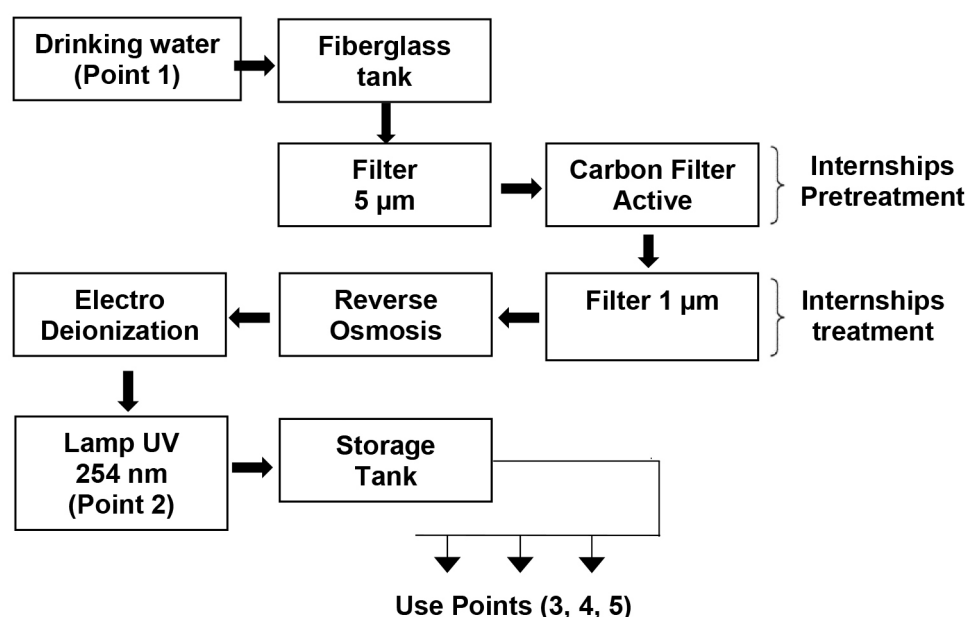 Drinking water
(Point 1)
Fiberglass
tank
Filter
5 µm
Carbon Filter
Active
Internships
Pretreatment
Electro
Deionization
Reverse
Osmosis
Filter 1 µm
Internships
treatment
Lamp UV
254 nm
(Point 2)
Storage
Tank
Use Points (3, 4, 5)